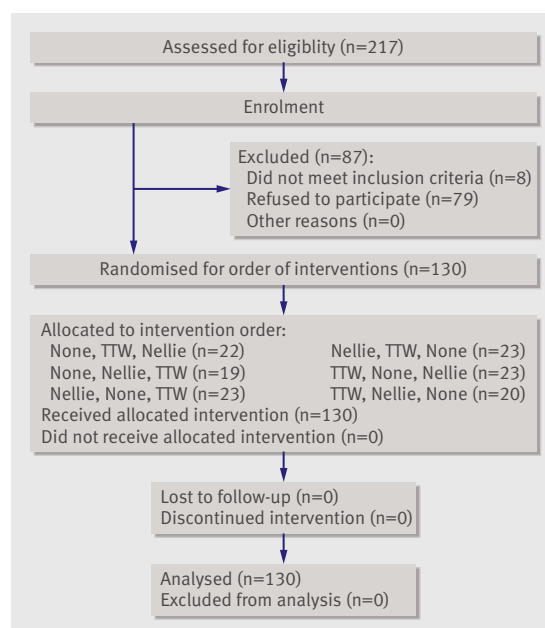 Assessed for eligiblity (n=217)
Enrolment
Excluded (n=87):
Did not meet inclusion criteria (n=8)
Refused to participate (n=79)
Other reasons (n=0)
Randomised for order of interventions (n=130)
Allocated to intervention order:
None, TTW, Nellie (n=22) Nellie, TTW, None (n=23)
None, Nellie, TTW (n=19) TTW, None, Nellie (n=23)
Nellie, None, TTW (n=23) TTW, Nellie, None (n=20)
Received allocated intervention (n=130)
Did not receive allocated intervention (n=0)
Lost to follow-up (n=0)
Discontinued intervention (n=0)
Analysed (n=130)
Excluded from analysis (n=0)